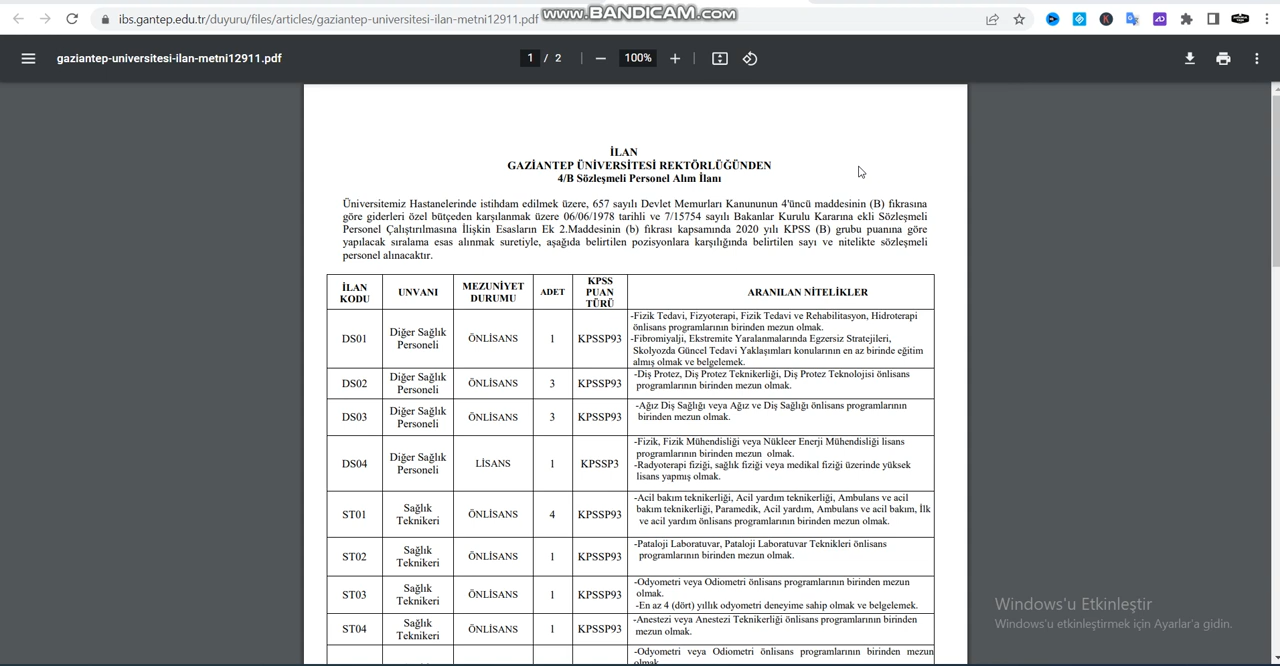 ibs.gantep.edu.tr/duyuru/files/articles/gaziantep-universitesi-ilan-metni12911.pdf
www.BANDICAM.com
gaziantep-universitesi-ilan-metni12911.pdf
1 / 2
100%
İLAN
GAZİANTEP ÜNİVERSİTESİ REKTÖRLÜĞÜNDEN
4/B Sözleşmeli Personel Alım İlanı
Üniversitemiz Hastanelerinde istihdam edilmek üzere, 657 sayılı Devlet Memurları Kanununun 4'üncü maddesinin (B) fıkrasına
göre giderleri özel bütçeden karşılanmak üzere 06/06/1978 tarihli ve 7/15754 sayılı Bakanlar Kurulu Kararına ekli Sözleşmeli
Personel Çalıştırılmasına İlişkin Esasların Ek 2.Maddesinin (b) fıkrası kapsamında 2020 yılı KPSS (B) grubu puanına göre
yapılacak sıralama esas alınmak suretiyle, aşağıda belirtilen pozisyonlara karşılığında belirtilen sayı ve nitelikte sözleşmeli
personel alınacaktır.
İLAN KODU UNVANI MEZUNİYET DURUMU ADET KPSS PUAN TÜRÜ ARANILAN NİTELİKLER
DS01 Diğer Sağlık Personeli ÖNLİSANS 1 KPSSP93
-Fizik Tedavi, Fizyoterapi, Fizik Tedavi ve Rehabilitasyon, Hidroterapi
önlisans programlarının birinden mezun olmak.
-Fibromiyalji, Ekstremite Yaralanmalarında Egzersiz Stratejileri,
Skolyozda Güncel Tedavi Yaklaşımları konularının en az birinde eğitim
almış olmak ve belgelemek.
DS02 Diğer Sağlık Personeli ÖNLİSANS 3 KPSSP93
-Diş Protez, Diş Protez Teknikerliği, Diş Protez Teknolojisi önlisans
programlarının birinden mezun olmak.
DS03 Diğer Sağlık Personeli ÖNLİSANS 3 KPSSP93
-Ağız Diş Sağlığı veya Ağız ve Diş Sağlığı önlisans programlarının
birinden mezun olmak.
DS04 Diğer Sağlık Personeli LİSANS 1 KPSSP3
-Fizik, Fizik Mühendisliği veya Nükleer Enerji Mühendisliği lisans
programlarının birinden mezun olmak.
-Radyoterapi fiziği, sağlık fiziği veya medikal fiziği üzerinde yüksek
lisans yapmış olmak.
ST01 Sağlık Teknikeri ÖNLİSANS 4 KPSSP93
-Acil bakım teknikerliği, Acil yardım teknikerliği, Ambulans ve acil
bakım teknikerliği, Paramedik, Acil yardım, Ambulans ve acil bakım, İlk
ve acil yardım önlisans programlarının birinden mezun olmak.
ST02 Sağlık Teknikeri ÖNLİSANS 1 KPSSP93
-Pataloji Laboratuvar, Pataloji Laboratuvar Teknikleri önlisans
programlarının birinden mezun olmak.
ST03 Sağlık Teknikeri ÖNLİSANS 1 KPSSP93
-Odyometri veya Odiometri önlisans programlarının birinden mezun
olmak.
-En az 4 (dört) yıllık odyometri deneyime sahip olmak ve belgelemek.
ST04 Sağlık Teknikeri ÖNLİSANS 1 KPSSP93
-Anestezi veya Anestezi Teknikerliği önlisans programlarının birinden
mezun olmak.
-Odyometri veya Odiometri önlisans programlarının birinden mezun
olmak.
Windows'u Etkinleştir
Windows'u etkinleştirmek için Ayarlar'a gidin.